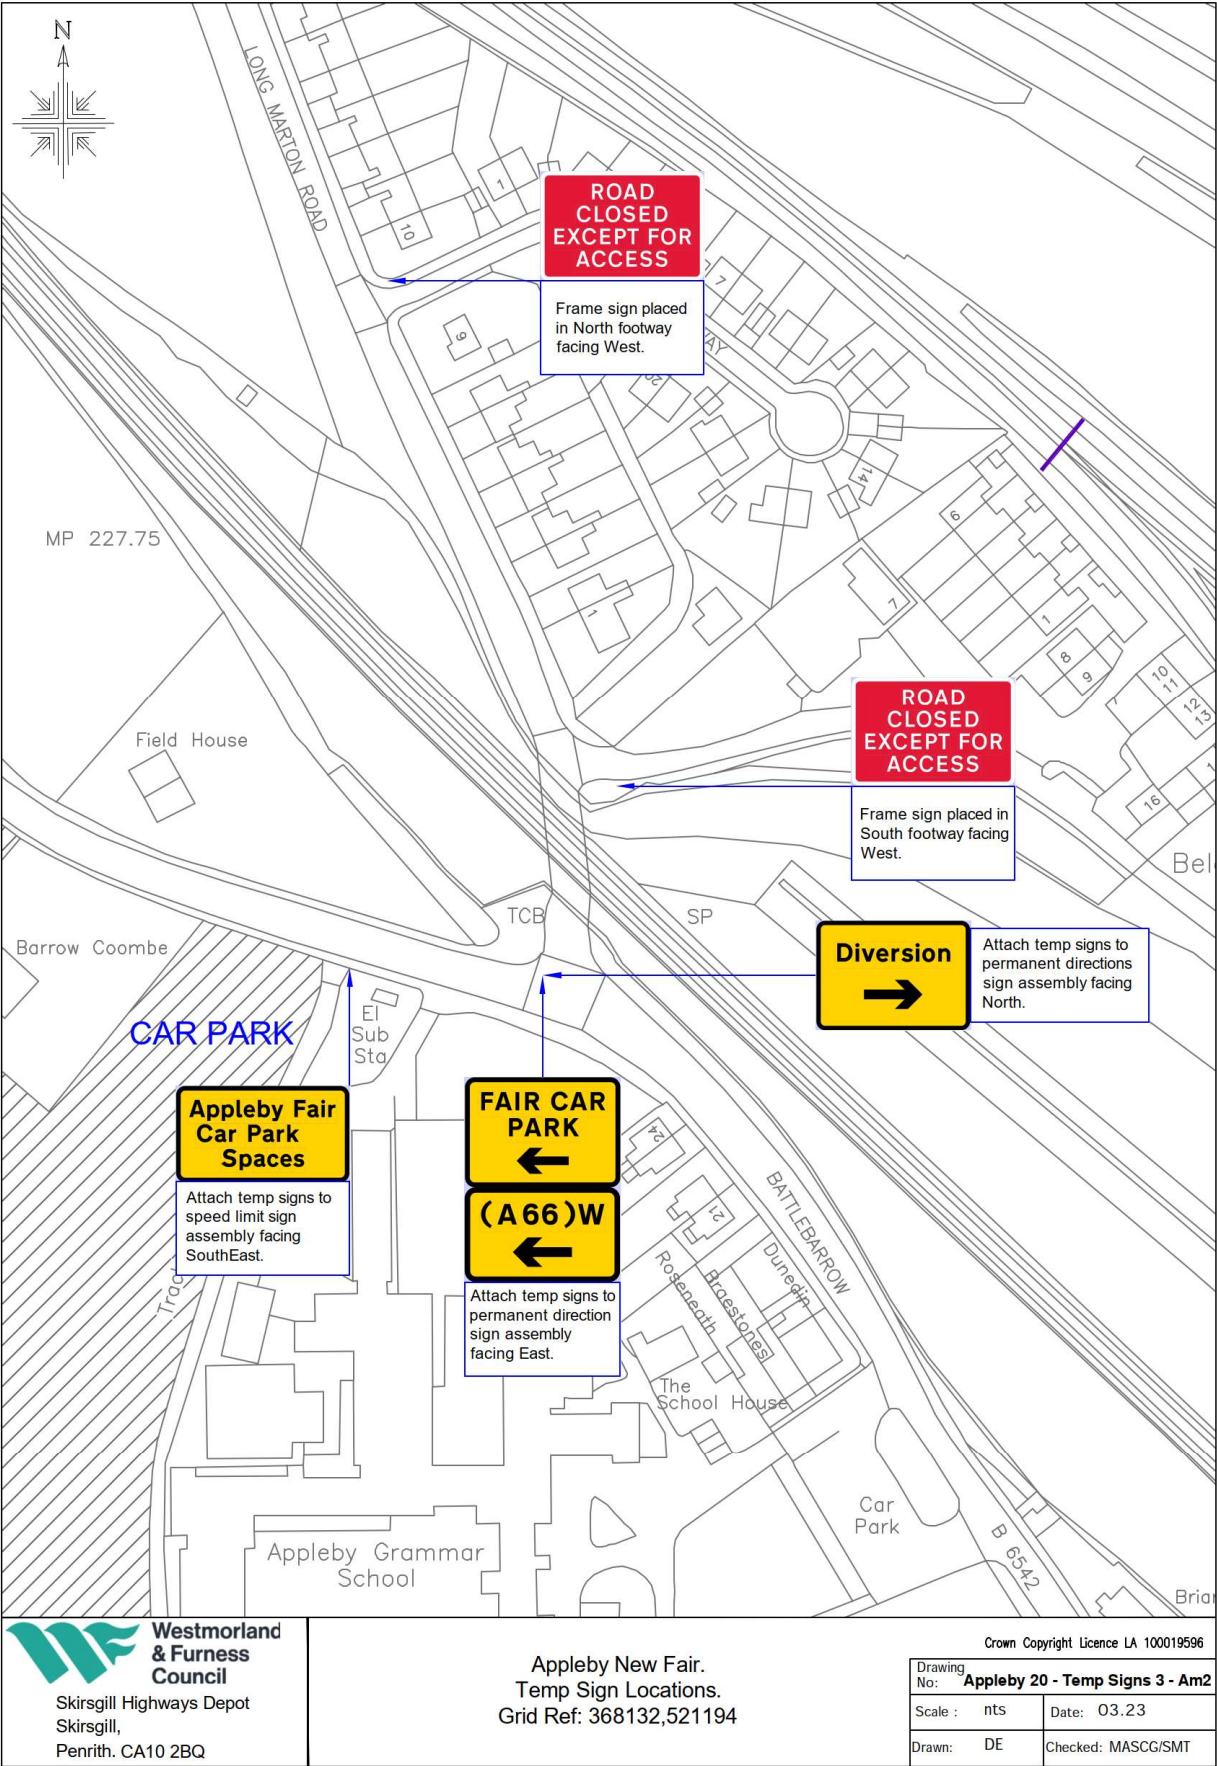 N
LONG MARTON ROAD
1
10
ROAD
CLOSED
EXCEPT FOR
ACCESS
Frame sign placed
in North footway
facing West.
7
9
20
14
6
MP 227.75
1
7
1
8
9
10
11
12
13
ROAD
CLOSED
EXCEPT FOR
ACCESS
Field House
16
1
Frame sign placed in
South footway facing
West.
Bel
TCB
SP
Barrow Coombe
Diversion
Attach temp signs to
permanent directions
sign assembly facing
North.
CAR PARK
El
Sub
Sta
Appleby Fair
Car Park
Spaces
Attach temp signs to
speed limit sign
assembly facing
SouthEast.
FAIR CAR
PARK
(A66)W
Attach temp signs to
permanent direction
sign assembly
facing East.
24
21
BATTLEBARROW
Dunedin
Braestones
Roseneath
The
School House
Car
Park
B 6542
Appleby Grammar
School
Briar
Westmorland
& Furness
Council
Skirsgill Highways Depot
Skirsgill,
Penrith. CA10 2BQ
Appleby New Fair.
Temp Sign Locations.
Grid Ref: 368132,521194
Crown Copyright Licence LA 100019596
Drawing No: Appleby 20 - Temp Signs 3 - Am2
Scale : nts
Date: 03.23
Drawn: DE
Checked: MASCG/SMT